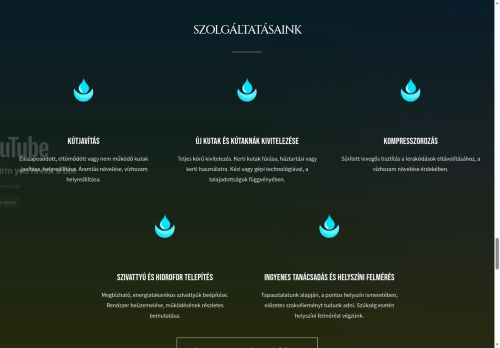 SZOLGÁLTATÁSAINK
KÚTJAVÍTÁS
Eliszaposodott, eltömődött vagy nem működő kutak
javítása, helyreállítása. Áramlás növelése, vízhozam
helyreállítása.
ÚJ KUTAK ÉS KÚTAKNÁK KIVITELEZÉSE
Teljes körű kivitelezés. Kerti kutak fúrása, háztartási vagy
kerti használatra. Kézi vagy gépi technológiával, a
talajadottságok függvényében.
KOMPRESSZOROZÁS
Sűrített levegős tisztítás a lerakódások eltávolításához, a
vízhozam növelése érdekében.
SZIVATTYÚ ÉS HIDROFOR TELEPÍTÉS
Megbízható, energiatakarékos szivattyúk beépítése.
Rendszer beüzemelése, működésének részletes
bemutatása.
INGYENES TANÁCSADÁS ÉS HELYSZÍNI FELMÉRÉS
Tapasztalatunk alapján, a pontos helyszín ismeretében,
előzetes szakvéleményt tudunk adni. Szükség esetén
helyszíni felmérést végzünk.